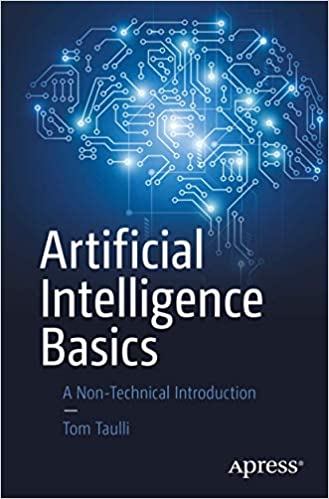 Artificial
Intelligence
Basics
A Non-Technical Introduction
Tom Taulli
Apress®